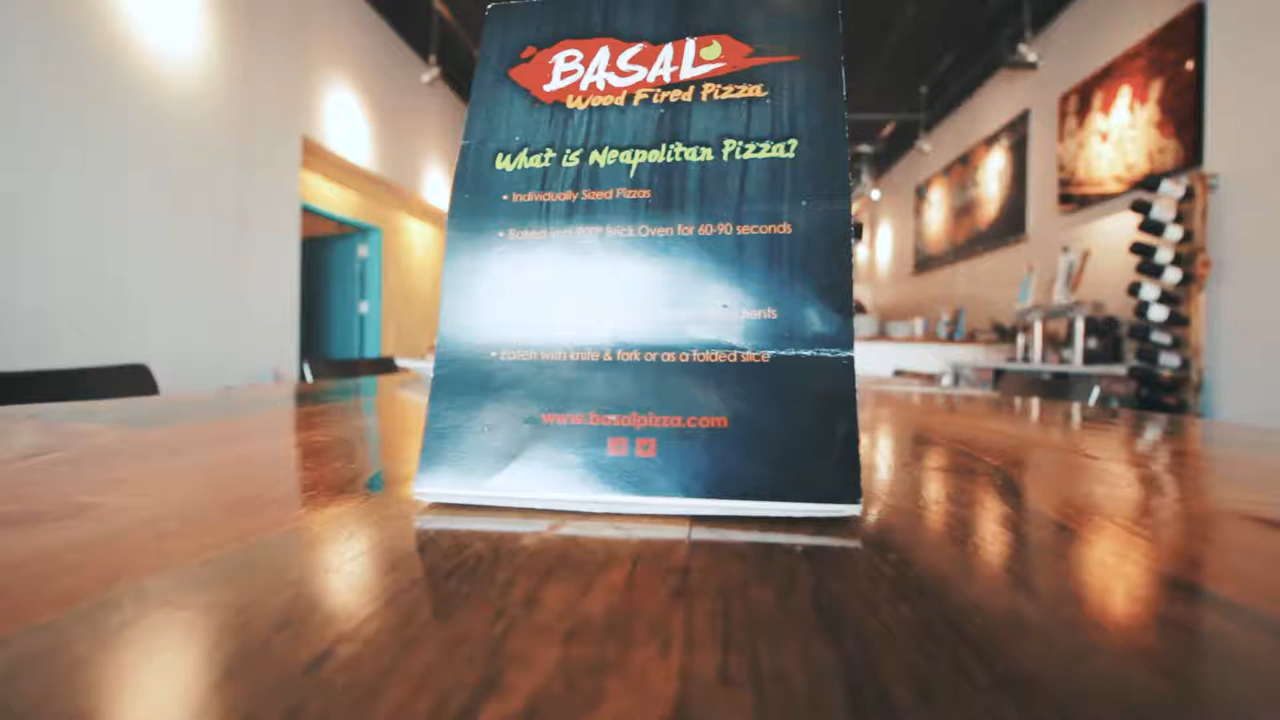 BASAL
Wood Fired Pizza
What is Neapolitan Pizza?
• Individually Sized Pizzas
• Baked in a 900° Brick Oven for 60-90 seconds
• Eaten with knife & fork or as a folded slice
www.basalpizza.com